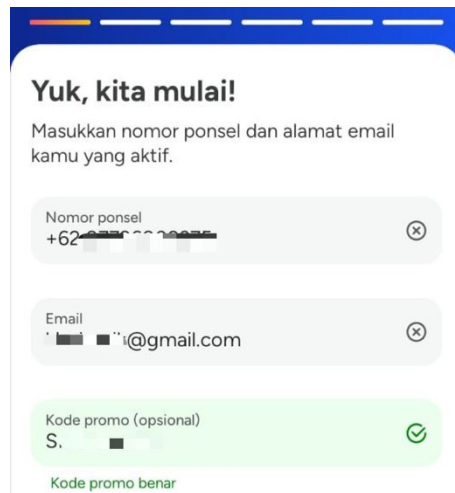 Yuk, kita mulai!
Masukkan nomor ponsel dan alamat email
kamu yang aktif.
Nomor ponsel
+62
Email
@gmail.com
Kode promo (opsional)
S.
Kode promo benar